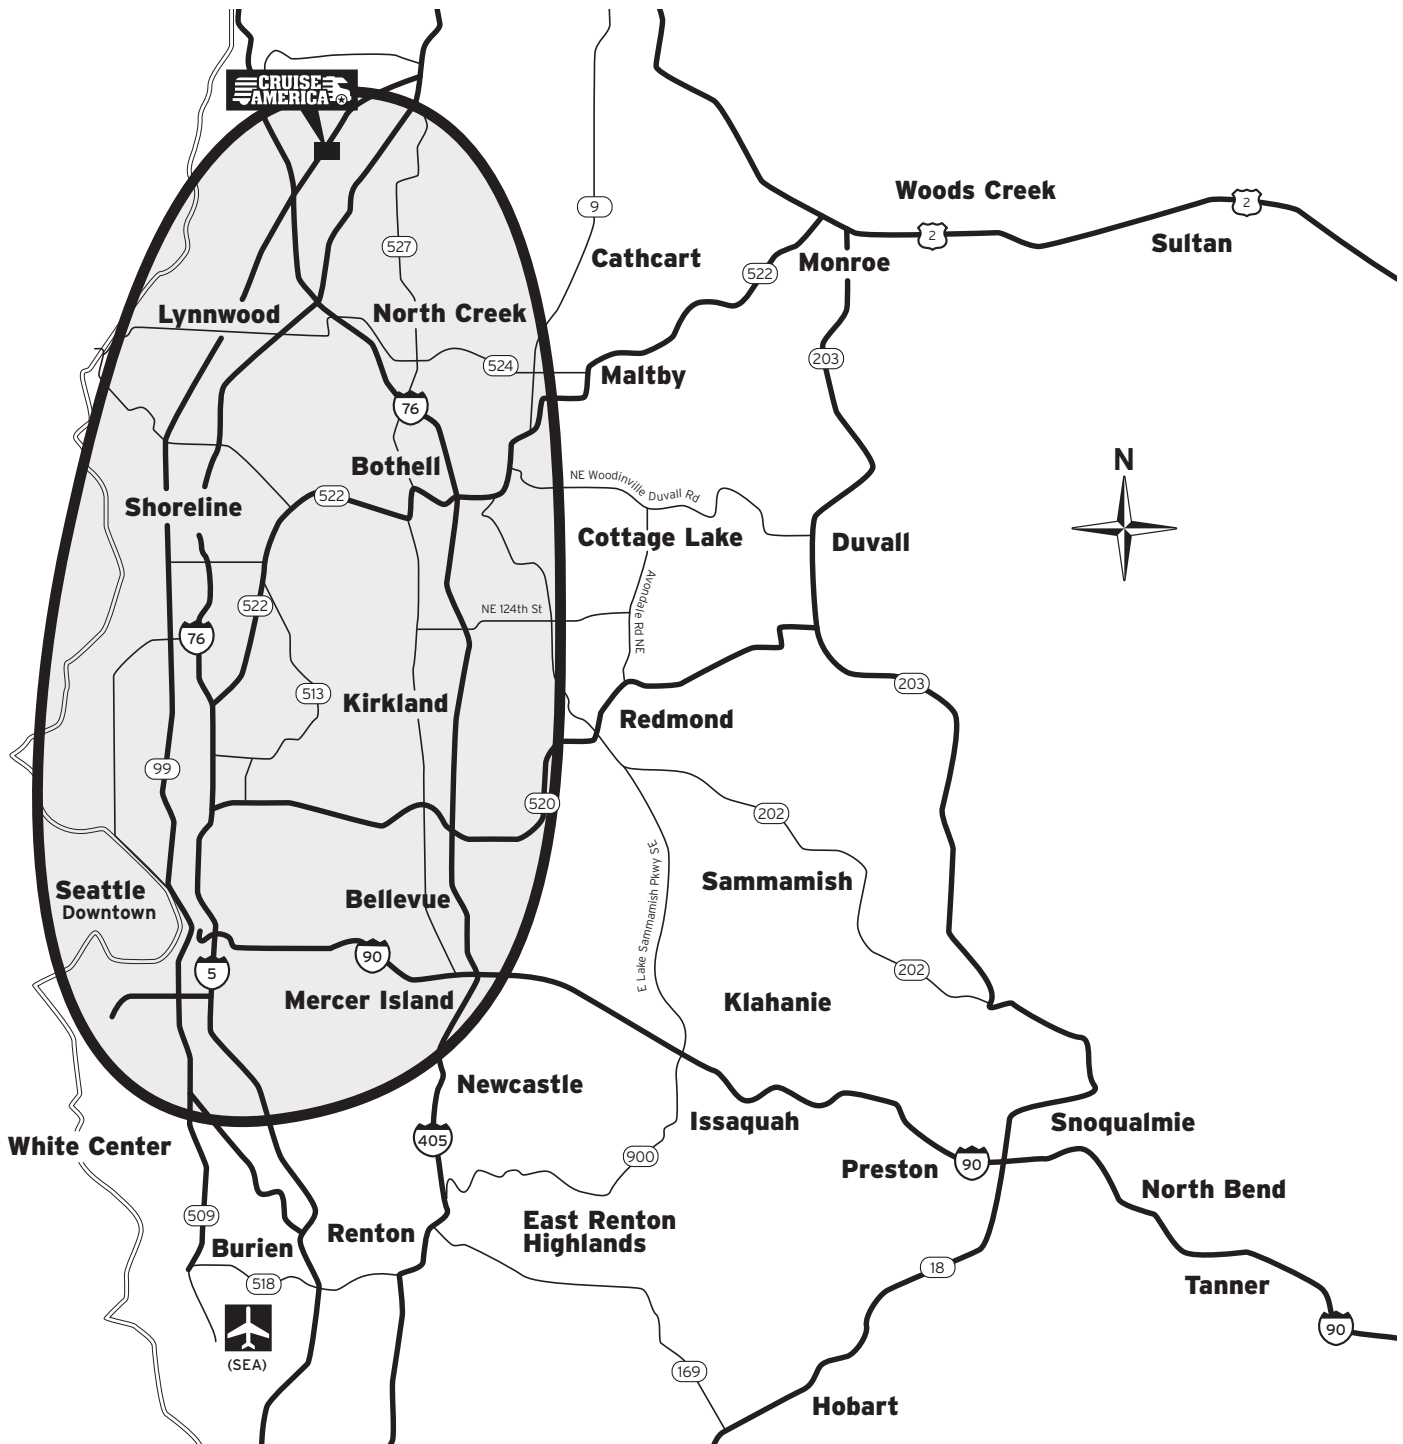 CRUISE
AMERICA
Woods Creek
2
9
2
527
Sultan
Cathcart
522
Monroe
Lynnwood
North Creek
203
524
Maltby
76
N
Bothell
NE Woodinville Duvall Rd
522
Shoreline
Cottage Lake
Duvall
Avondale Rd NE
522
NE 124th St
76
203
513
Kirkland
Redmond
99
520
202
E Lake Sammamish Pkwy SE
Sammamish
Seattle
Downtown
Bellevue
90
5
202
Mercer Island
Klahanie
Newcastle
Issaquah
Snoqualmie
405
White Center
900
Preston
90
North Bend
509
East Renton
Highlands
Renton
Burien
518
18
Tanner
90
(SEA)
169
Hobart